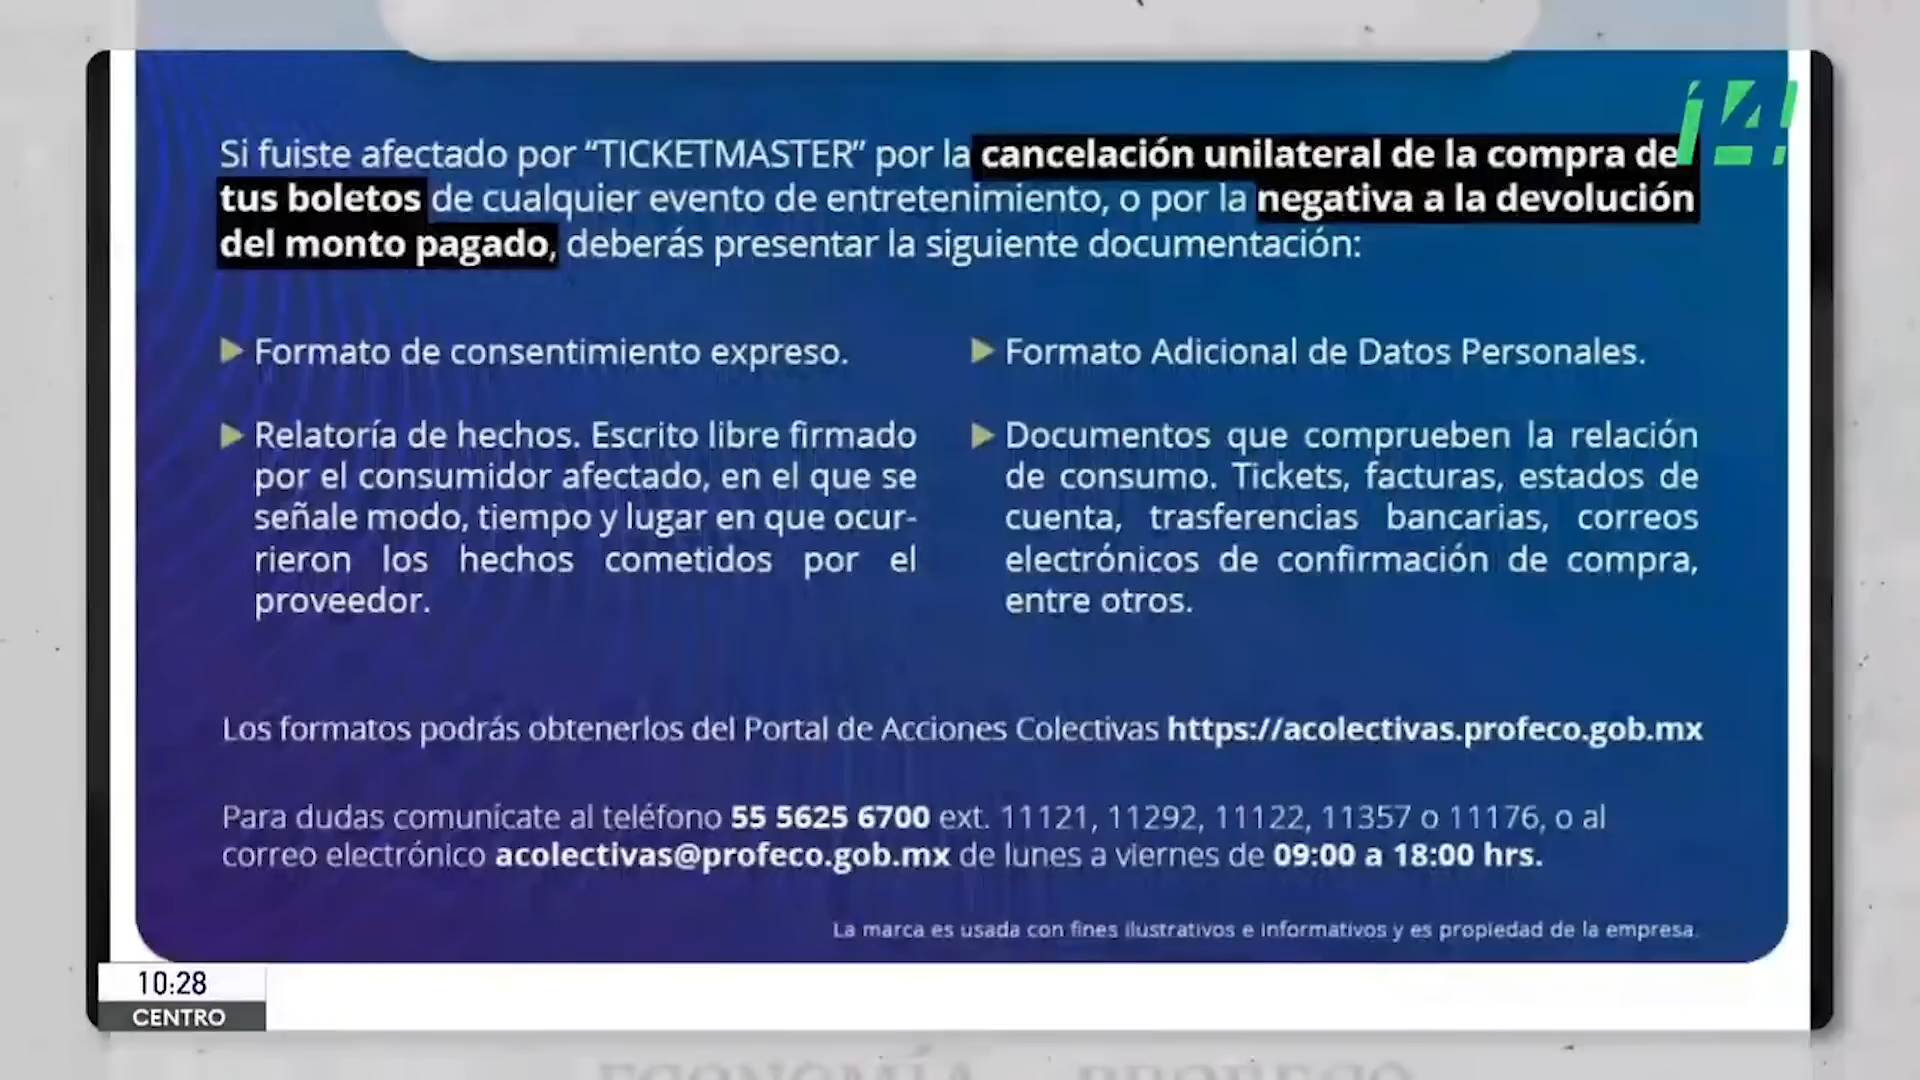 14
Si fuiste afectado por “TICKETMASTER” por la cancelación unilateral de la compra de
tus boletos de cualquier evento de entretenimiento, o por la negativa a la devolución
del monto pagado, deberás presentar la siguiente documentación:
Formato de consentimiento expreso.
Relatoría de hechos. Escrito libre firmado
por el consumidor afectado, en el que se
señale modo, tiempo y lugar en que ocur-
rieron los hechos cometidos por el
proveedor.
Formato Adicional de Datos Personales.
Documentos que comprueben la relación
de consumo. Tickets, facturas, estados de
cuenta, trasferencias bancarias, correos
electrónicos de confirmación de compra,
entre otros.
Los formatos podrás obtenerlos del Portal de Acciones Colectivas https://acolectivas.profeco.gob.mx
Para dudas comunícate al teléfono 55 5625 6700 ext. 11121, 11292, 11122, 11357 o 11176, o al
correo electrónico acolectivas@profeco.gob.mx de lunes a viernes de 09:00 a 18:00 hrs.
La marca es usada con fines ilustrativos e informativos y es propiedad de la empresa.
10:28
CENTRO
ECONOMÍA PROFECO